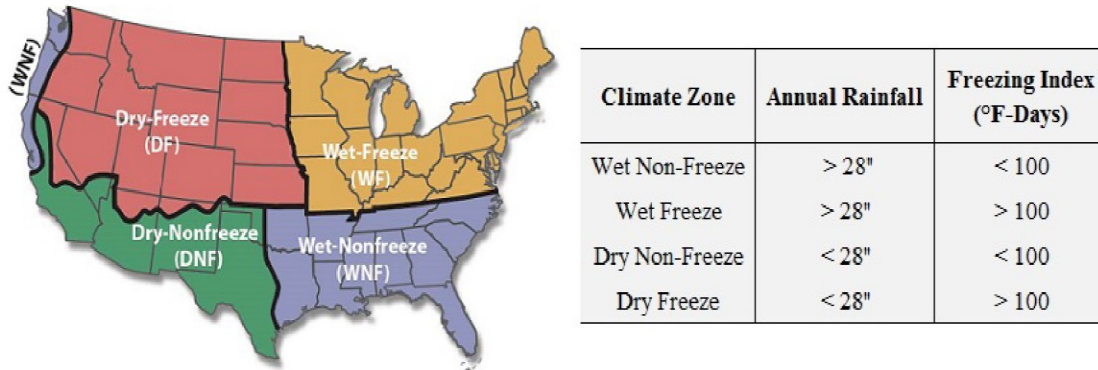 (WNF)
Dry-Freeze
(DF)
Wet-Freeze
(WF)
Dry-Nonfreeze
(DNF)
Wet-Nonfreeze
(WNF)
Climate Zone Annual Rainfall Freezing Index
(°F-Days)
Wet Non-Freeze > 28" < 100
Wet Freeze > 28" > 100
Dry Non-Freeze < 28" < 100
Dry Freeze < 28" > 100